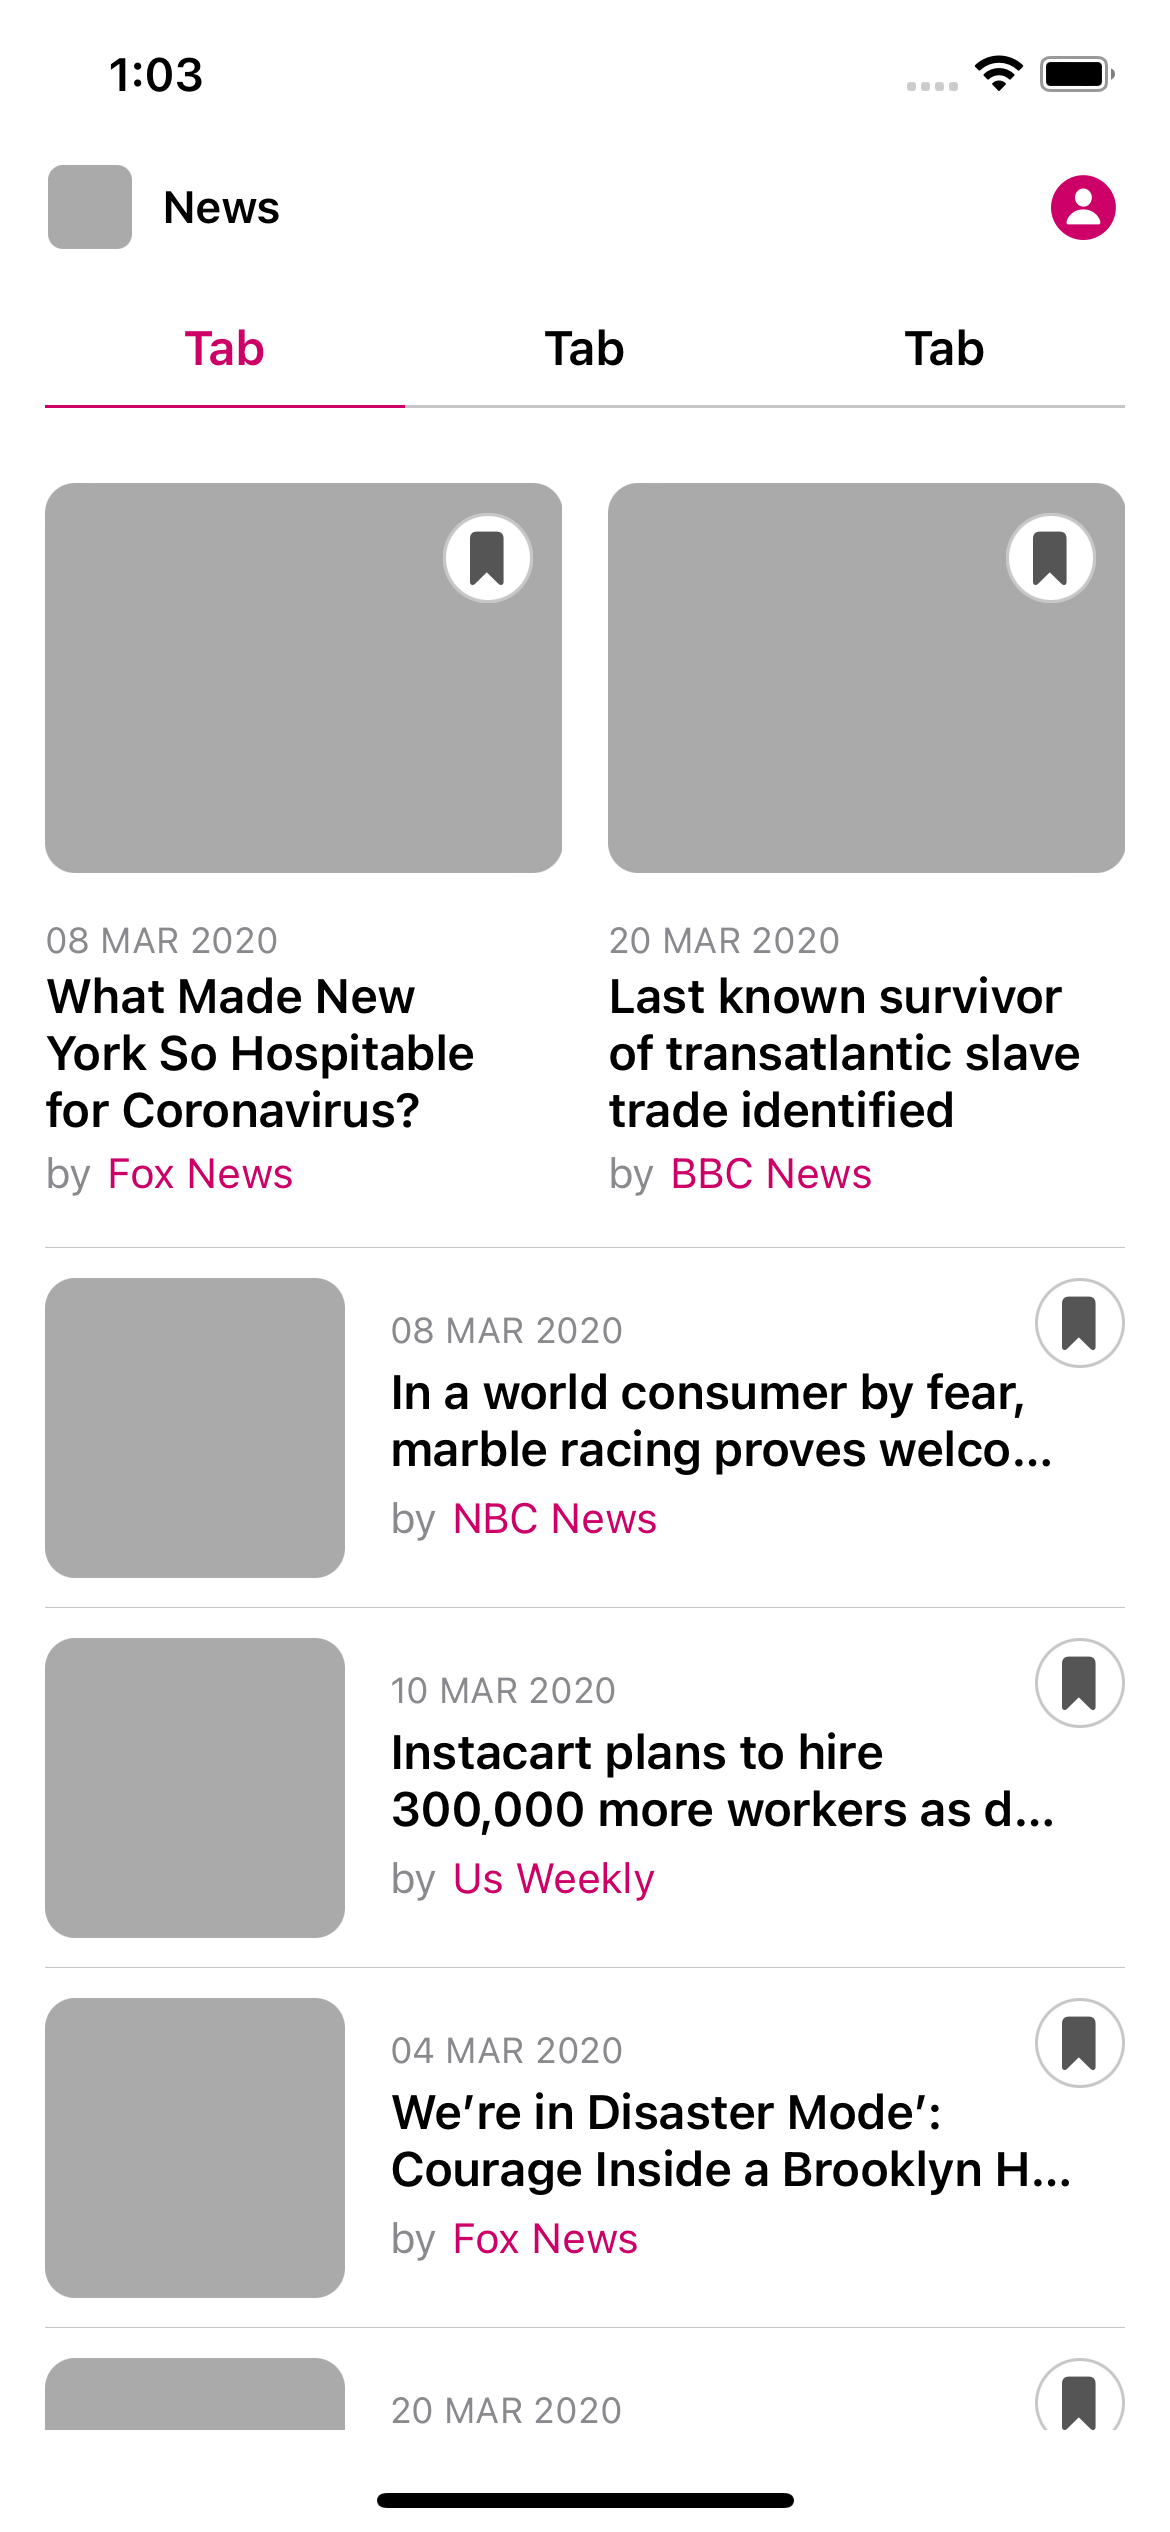 1:03
News
Tab Tab Tab
08 MAR 2020
What Made New
York So Hospitable
for Coronavirus?
by Fox News
20 MAR 2020
Last known survivor
of transatlantic slave
trade identified
by BBC News
08 MAR 2020
In a world consumer by fear,
marble racing proves welco...
by NBC News
10 MAR 2020
Instacart plans to hire
300,000 more workers as d...
by Us Weekly
04 MAR 2020
We’re in Disaster Mode’:
Courage Inside a Brooklyn H...
by Fox News
20 MAR 2020